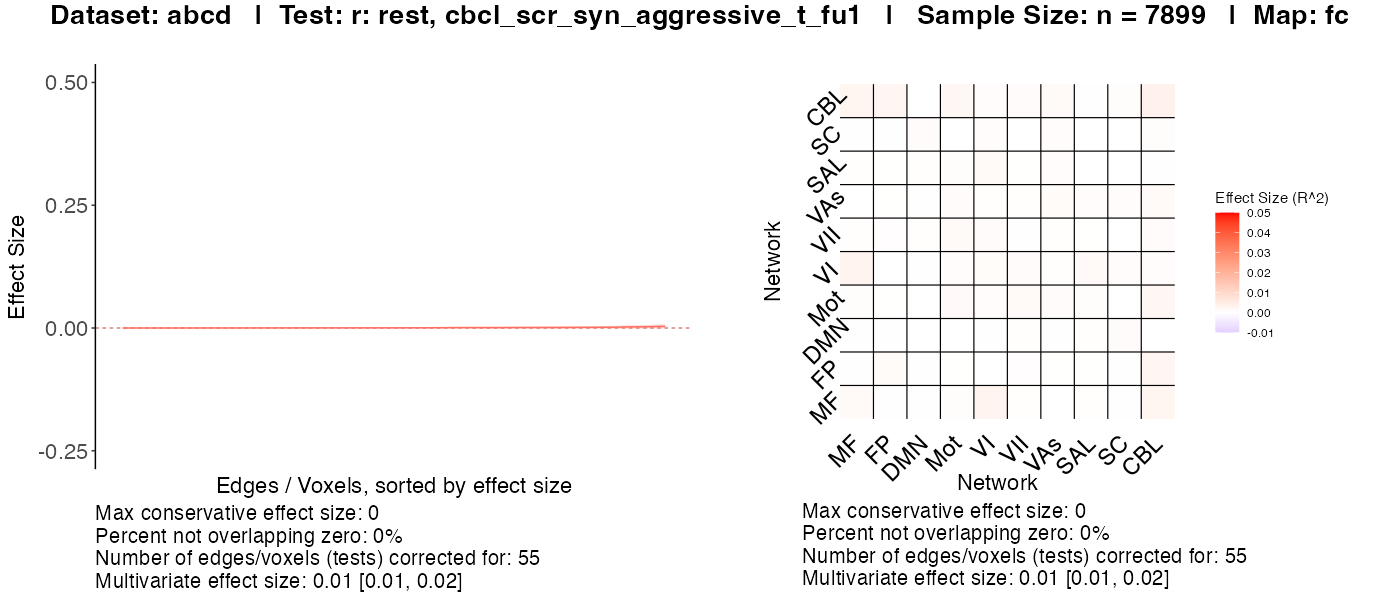 Dataset: abcd | Test: r: rest, cbcl_scr_syn_aggressive_t_fu1 | Sample Size: n = 7899 | Map: fc
0.50
0.25
0.00
-0.25
Effect Size
Edges / Voxels, sorted by effect size
Max conservative effect size: 0
Percent not overlapping zero: 0%
Number of edges/voxels (tests) corrected for: 55
Multivariate effect size: 0.01 [0.01, 0.02]
Network
CBL
SC
SAL
VAs
VII
VI
Mot
DMN
FP
MF
MF FP DMN Mot VI VII VAs SAL SC CBL
Network
Max conservative effect size: 0
Percent not overlapping zero: 0%
Number of edges/voxels (tests) corrected for: 55
Multivariate effect size: 0.01 [0.01, 0.02]
Effect Size (R^2)
0.05
0.04
0.03
0.02
0.01
0.00
-0.01